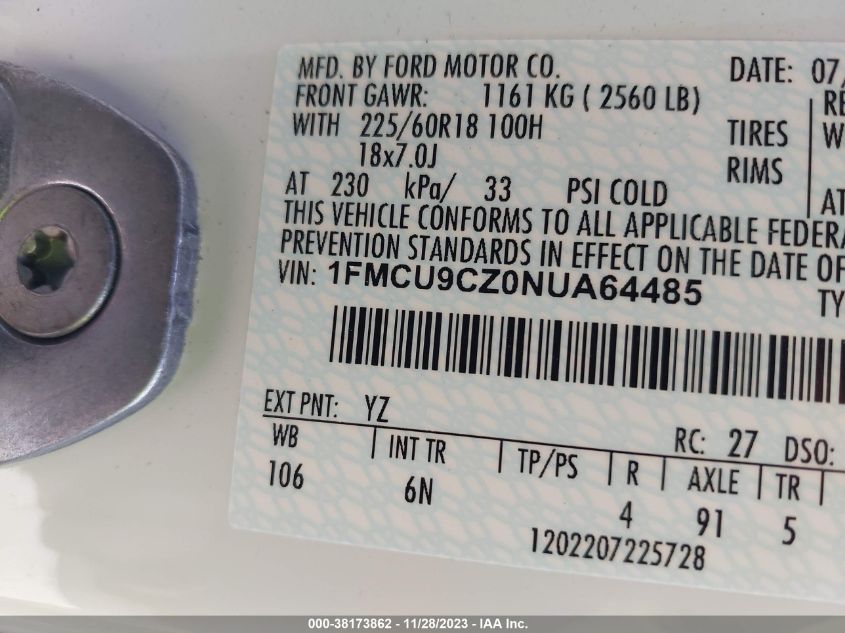 MFD. BY FORD MOTOR CO. DATE: 07/
FRONT GAWR: 1161 KG ( 2560 LB)
WITH 225/60R18 100H TIRES
18x7.0J RIMS
AT 230 kPa/ 33 PSI COLD AT
THIS VEHICLE CONFORMS TO ALL APPLICABLE FEDERA
PREVENTION STANDARDS IN EFFECT ON THE DATE OF
VIN: 1FMCU9CZ0NUA64485 TY
EXT PNT: YZ RC: 27 DSO:
WB INT TR TP/PS R AXLE TR
106 6N 4 91 5
1202207225728
000-38173862 - 11/28/2023 - IAA Inc.